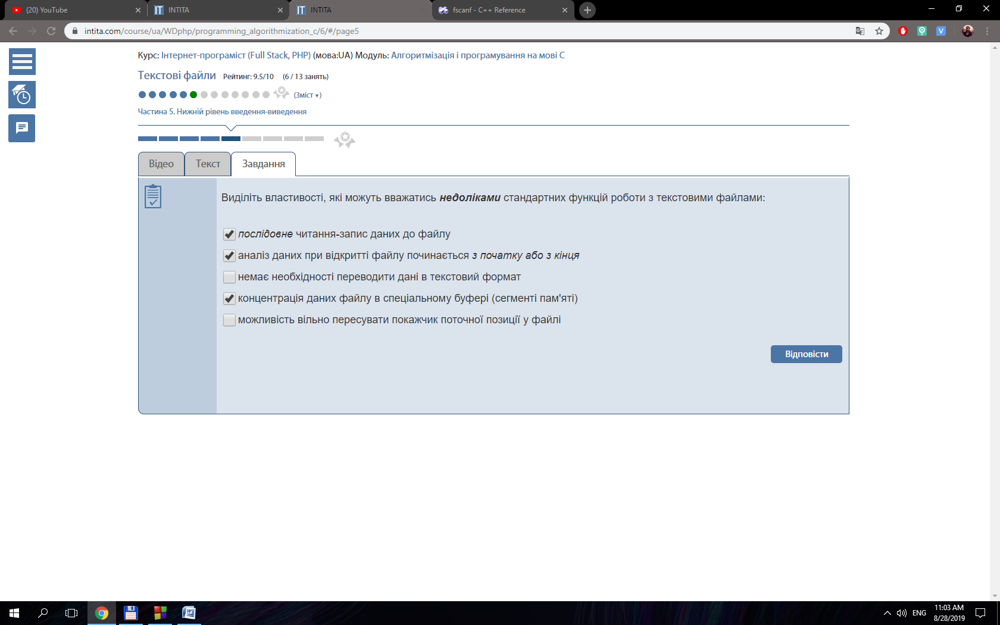 (20) YouTube
INTITA
INTITA
fscanf - C++ Reference
intita.com/course/ua/WDphp/programming_algorithmization_c/6/#/page5
Курс: Інтернет-програміст (Full Stack, PHP) (мова:UA) Модуль: Алгоритмізація і програмування на мові С
Текстові файли Рейтинг: 9.5/10 (6 / 13 занять)
(Зміст ▾)
Частина 5. Нижній рівень введення-виведення
Відео Текст Завдання
Виділіть властивості, які можуть вважатись недоліками стандартних функцій роботи з текстовими файлами:
послідовне читання-запис даних до файлу
аналіз даних при відкритті файлу починається з початку або з кінця
немає необхідності переводити дані в текстовий формат
концентрація даних файлу в спеціальному буфері (сегменті пам'яті)
можливість вільно пересувати покажчик поточної позиції у файлі
Відповісти
ENG
11:03 AM
8/28/2019